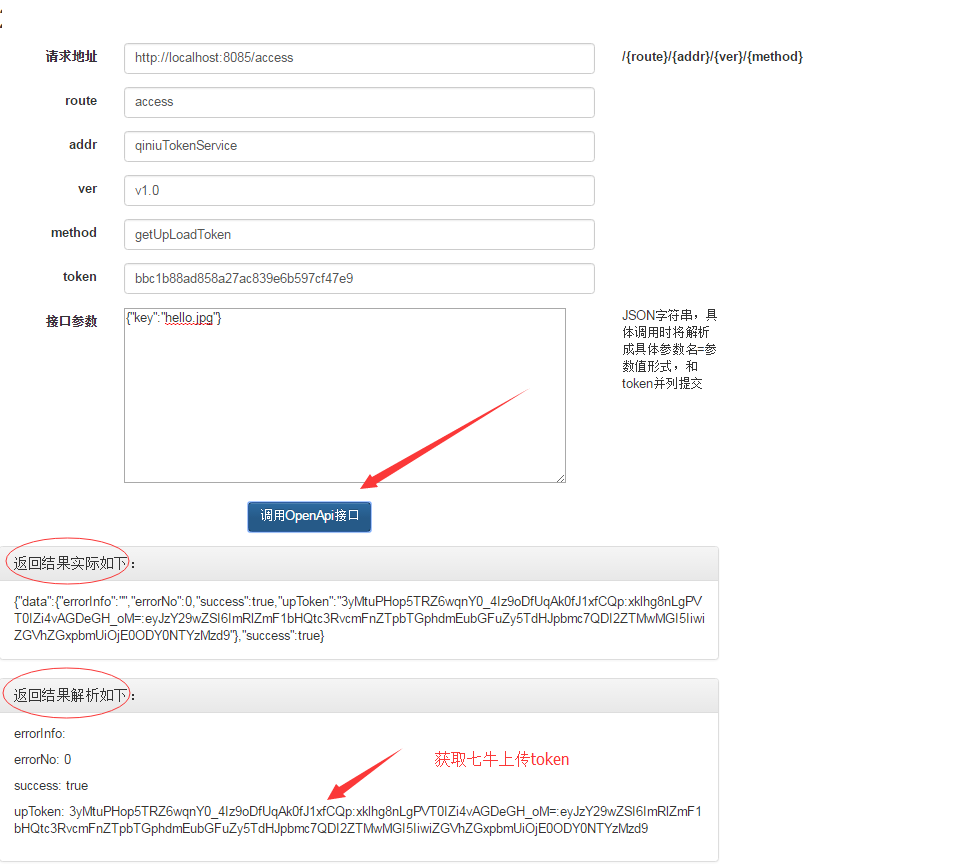 请求地址 http://localhost:8085/access /{route}/{addr}/{ver}/{method}
route access
addr qiniuTokenService
ver v1.0
method getUpLoadToken
token bbc1b88ad858a27ac839e6b597cf47e9
接口参数 {"key":"hello.jpg"}
JSON字符串，具
体调用时将解析
成具体参数名=参
数值形式，和
token并列提交
调用OpenApi接口
返回结果实际如下：
{"data":{"errorInfo":"","errorNo":0,"success":true,"upToken":"3yMtuPHop5TRZ6wqnY0_4Iz9oDfUqAk0fJ1xfCQp:xklhg8nLgPV
T0IZi4vAGDeGH_oM=:eyJzY29wZSI6ImRlZmF1bHQtc3RvcmFnZTpbTGphdmEubGFuZy5TdHJpbmc7QDI2ZTMwMGI5Iiwi
ZGVhZGxpbmUiOjE0ODY0NTYzMzd9"},"success":true}
返回结果解析如下：
errorInfo:
errorNo: 0
success: true
获取七牛上传token
upToken: 3yMtuPHop5TRZ6wqnY0_4Iz9oDfUqAk0fJ1xfCQp:xklhg8nLgPVT0IZi4vAGDeGH_oM=:eyJzY29wZSI6ImRlZmF1
bHQtc3RvcmFnZTpbTGphdmEubGFuZy5TdHJpbmc7QDI2ZTMwMGI5IiwiZGVhZGxpbmUiOjE0ODY0NTYzMzd9